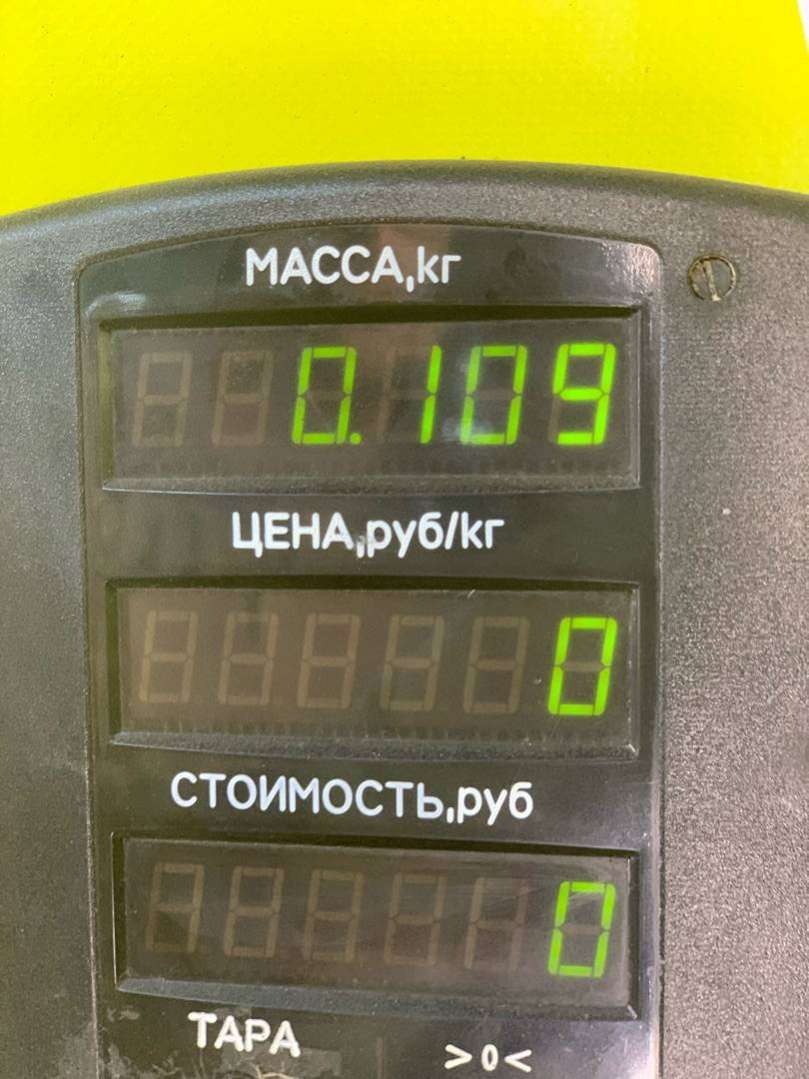 МАССА,кг
0.109
ЦЕНА,руб/кг
0
СТОИМОСТЬ,руб
0
ТАРА >0<